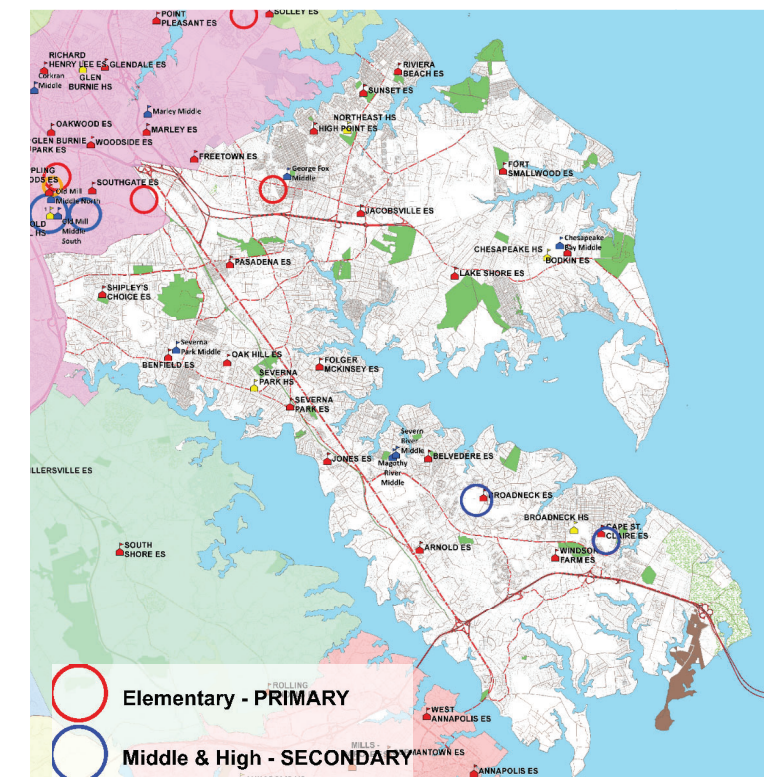 POINT
PLEASANT ES
SOLLEY ES
RICHARD
HENRY LEE ES
GLENDALE ES
Corkran
Middle
GLEN
BURNIE HS
RIVIERA
BEACH ES
SUNSET ES
Marley Middle
NORTHEAST HS
HIGH POINT ES
OAKWOOD ES
MARLEY ES
GLEN BURNIE
PARK ES
WOODSIDE ES
FREETOWN ES
FORT
SMALLWOOD ES
George Fox
Middle
SOUTHGATE ES
Old Mill
Middle North
Old Mill
Middle
South
JACOBSVILLE ES
CHESAPEAKE HS
Chesapeake
Bay Middle
BODKIN ES
PASADENA ES
LAKE SHORE ES
SHIPLEY'S
CHOICE ES
Severna
Park Middle
BENFIELD ES
OAK HILL ES
FOLGER
MCKINSEY ES
SEVERNA
PARK HS
SEVERNA
PARK ES
Severn
River
Middle
JONES ES
Magothy
River
Middle
BELVEDERE ES
LLERSVILLE ES
BROADNECK ES
BROADNECK HS
CAPE ST.
CLAIRE ES
SOUTH
SHORE ES
ARNOLD ES
WINDSOR
FARM ES
ROLLING
Elementary - PRIMARY
WEST
ANNAPOLIS ES
MILLS -
Middle & High - SECONDARY
ANNAPOLIS ES